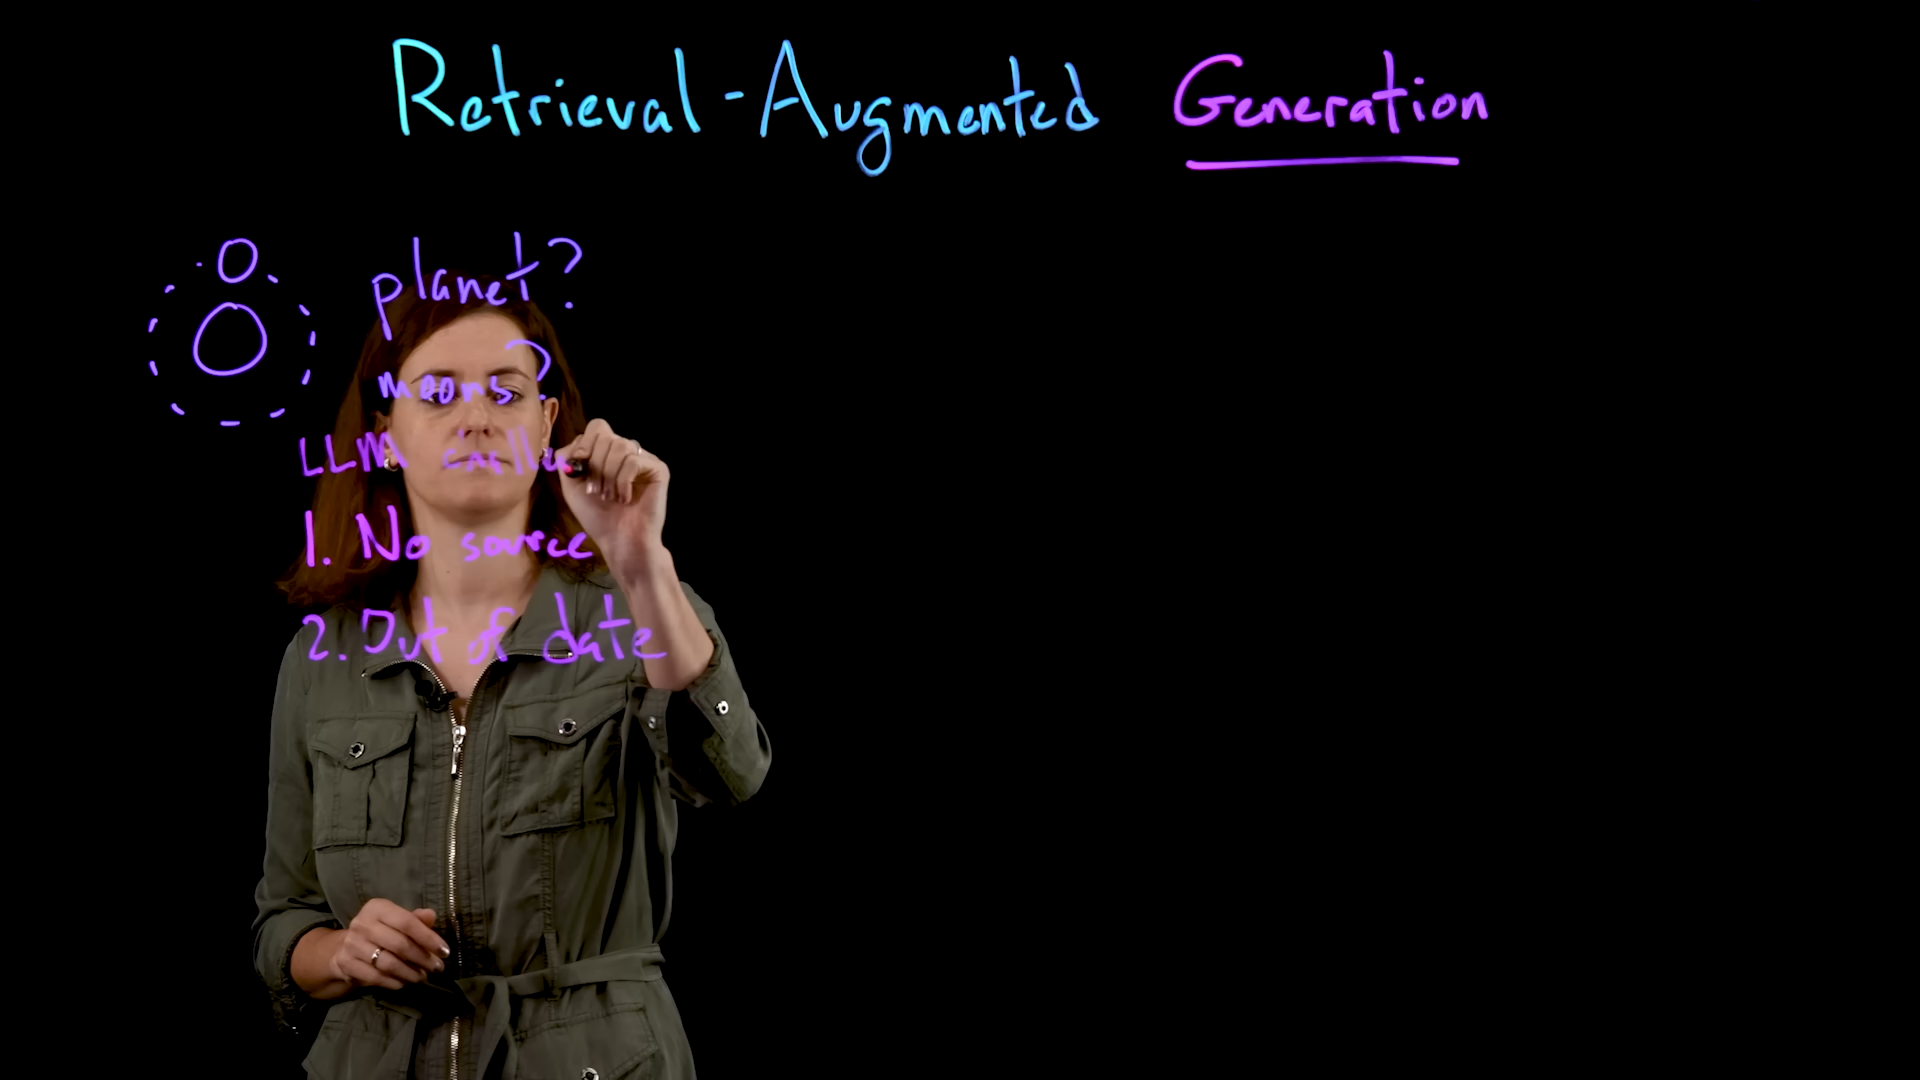 Retrieval-Augmented Generation
planet?
moons?
LLM
1. No source
2. Out of date